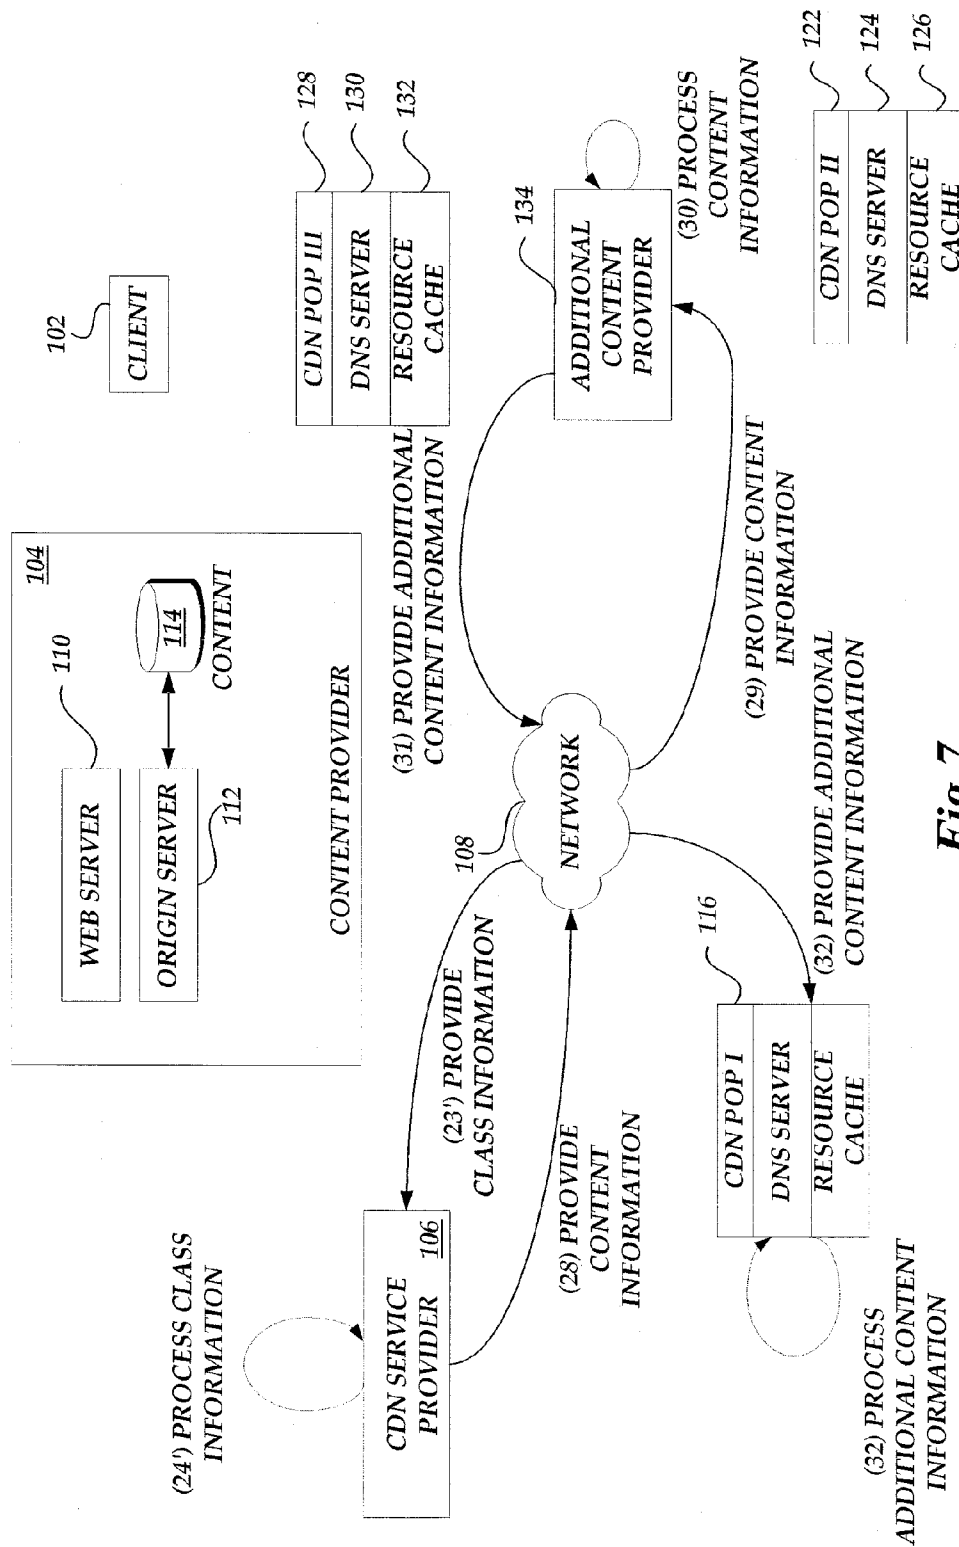 (24') PROCESS CLASS
INFORMATION
CDN SERVICE
PROVIDER
106
104
WEB SERVER
110
ORIGIN SERVER
112
114
CONTENT
CONTENT PROVIDER
102
CLIENT
(23') PROVIDE
CLASS INFORMATION
(28) PROVIDE
CONTENT
INFORMATION
108
NETWORK
(31) PROVIDE ADDITIONAL
CONTENT INFORMATION
CDN POP III
DNS SERVER
RESOURCE
CACHE
128
130
132
134
ADDITIONAL
CONTENT
PROVIDER
(30) PROCESS
CONTENT
INFORMATION
(29) PROVIDE CONTENT
INFORMATION
(32) PROVIDE ADDITIONAL
CONTENT INFORMATION
116
CDN POP I
DNS SERVER
RESOURCE
CACHE
(32) PROCESS
ADDITIONAL CONTENT
INFORMATION
CDN POP II
DNS SERVER
RESOURCE
CACHE
122
124
126
Fig.7.